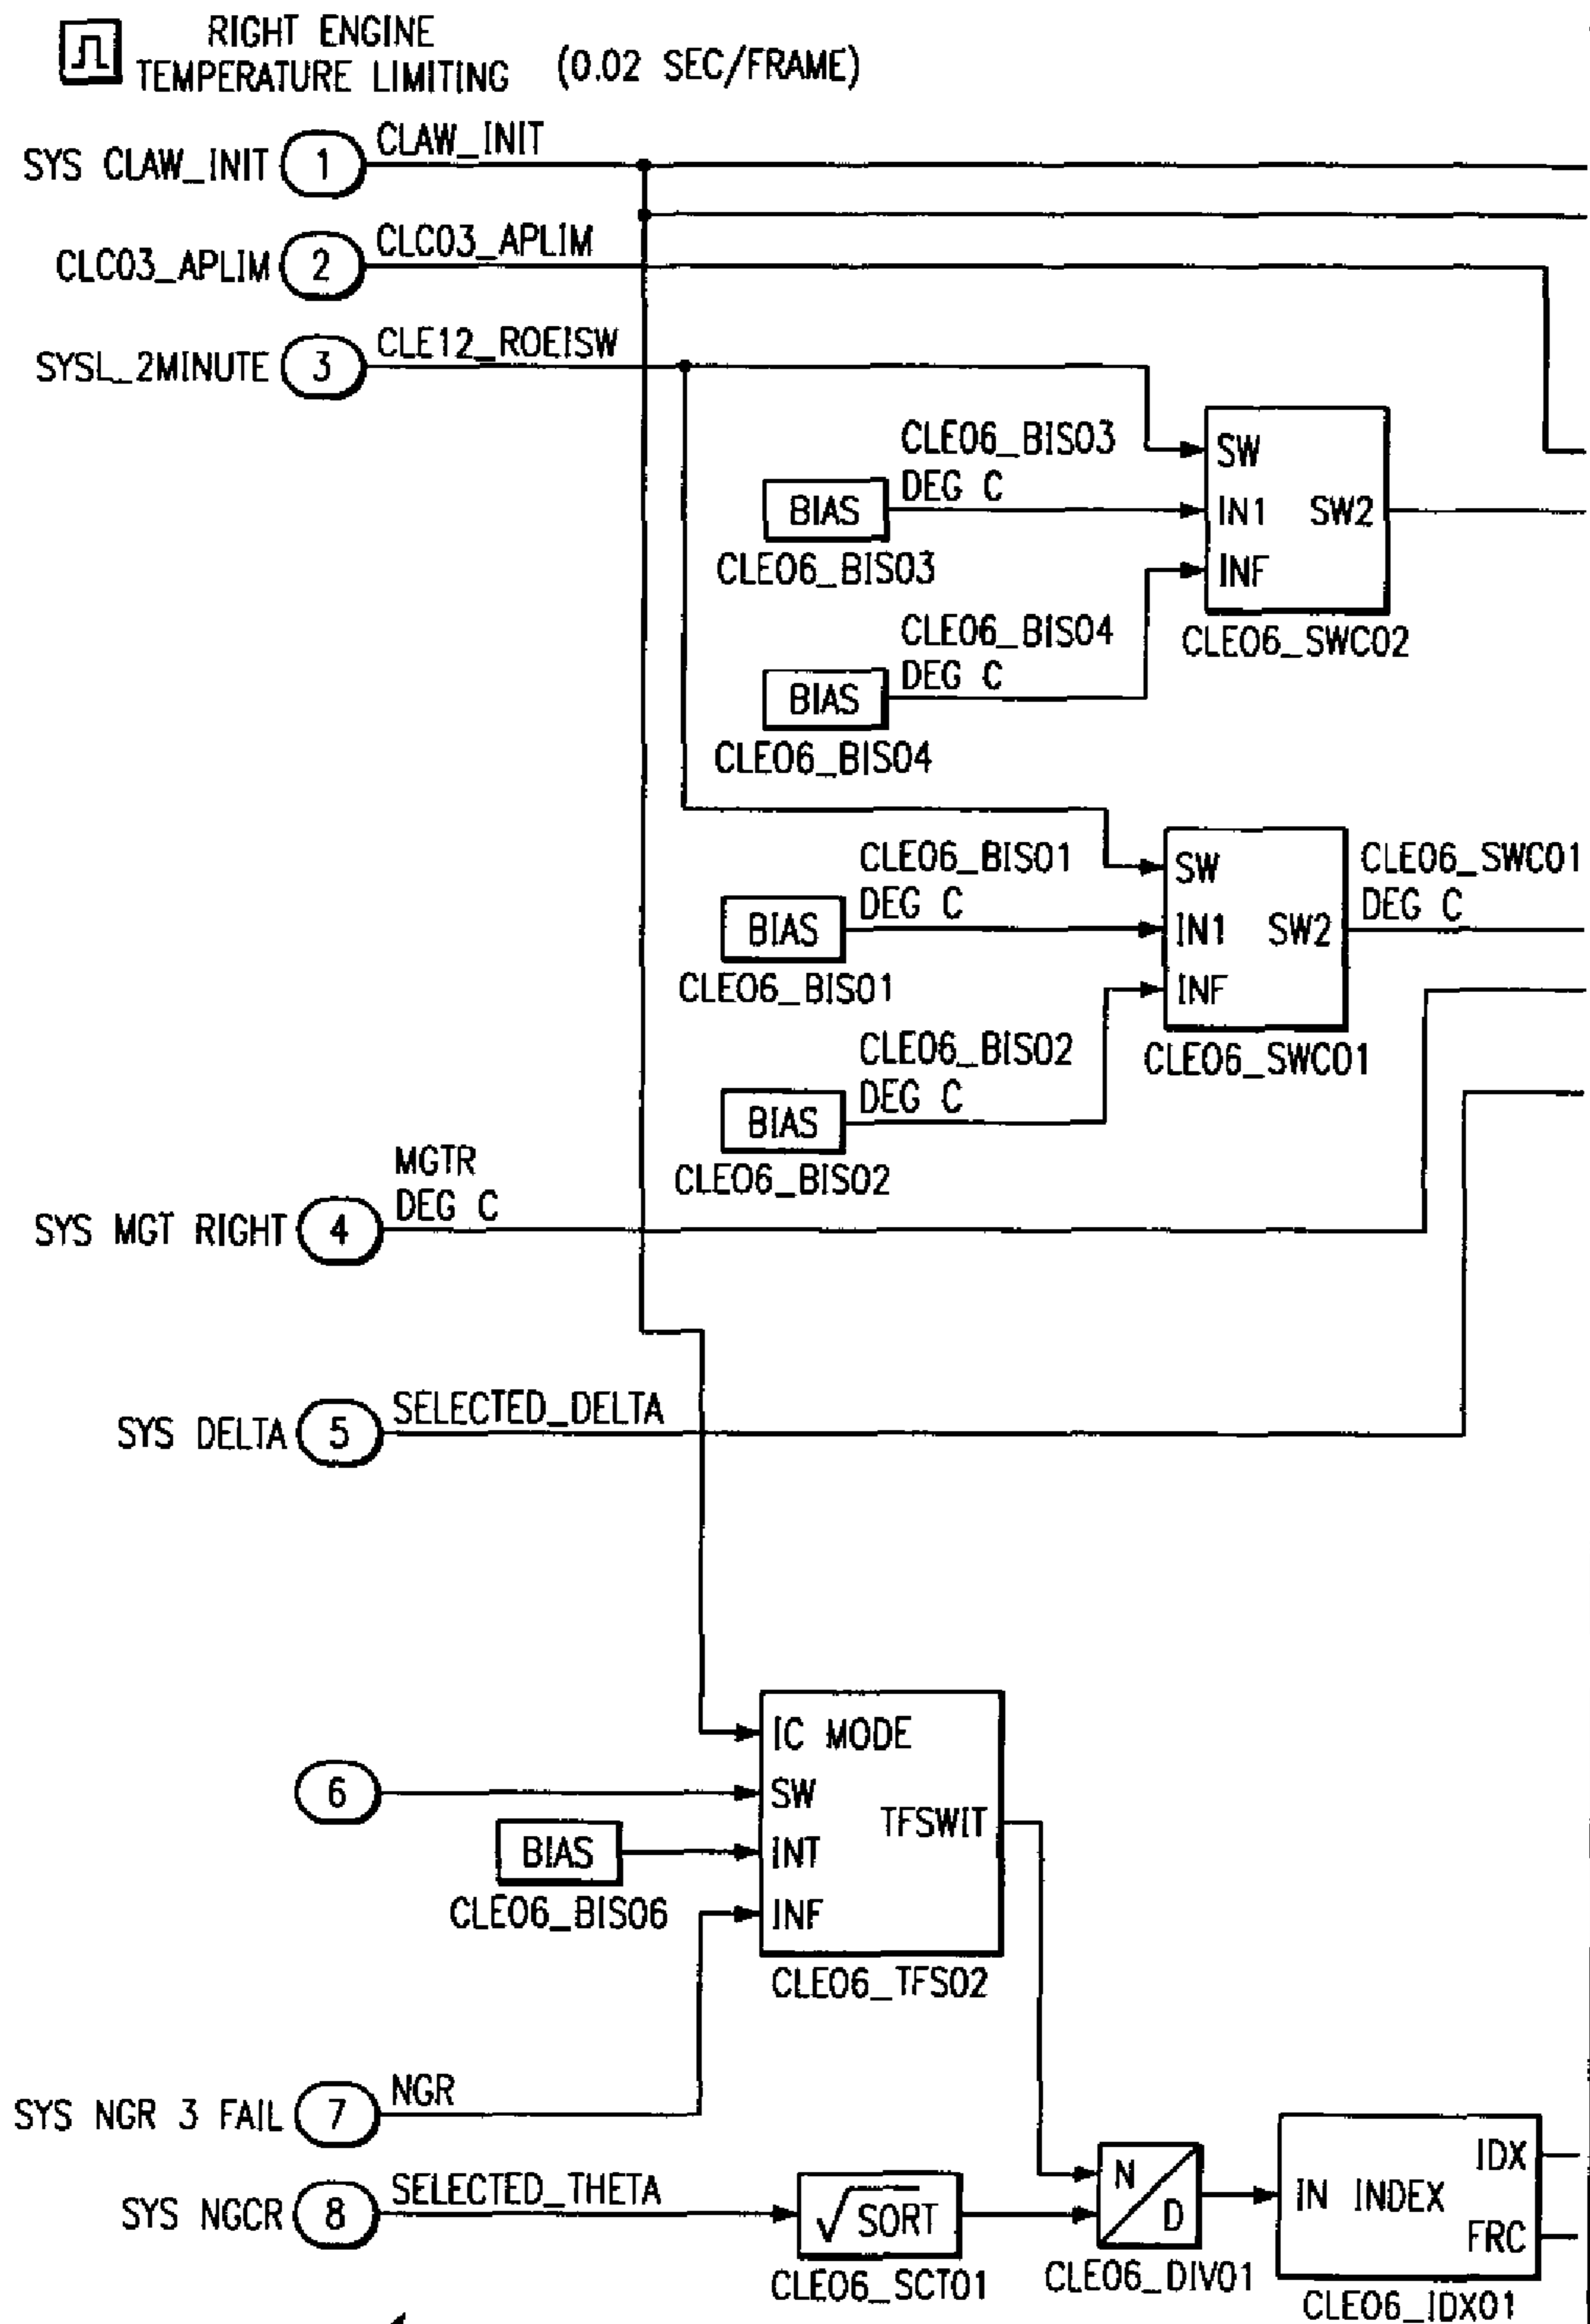 RIGHT ENGINE
TEMPERATURE LIMITING (0.02 SEC/FRAME)
SYS CLAW_INIT 1 CLAW_INIT
CLC03_APLIM 2 CLC03_APLIM
SYSL_2MINUTE 3 CLE12_ROEISW
CLE06_BIS03
DEG C
BIAS
CLE06_BIS03
SW
IN1 SW2
INF
CLE06_SWC02
CLE06_BIS04
DEG C
BIAS
CLE06_BIS04
CLE06_BIS01
DEG C
BIAS
CLE06_BIS01
SW
IN1 SW2
INF
CLE06_SWC01
CLE06_SWC01
DEG C
CLE06_BIS02
DEG C
BIAS
CLE06_BIS02
MGTR
DEG C
SYS MGT RIGHT 4
SYS DELTA 5 SELECTED_DELTA
IC MODE
6 SW
TFSWIT
BIAS INT
CLE06_BIS06 INF
CLE06_TFS02
SYS NGR 3 FAIL 7 NGR
SYS NGCR 8 SELECTED_THETA
√SORT
CLE06_SCT01
N
D
CLE06_DIV01
IDX
IN INDEX
FRC
CLE06_IDX01